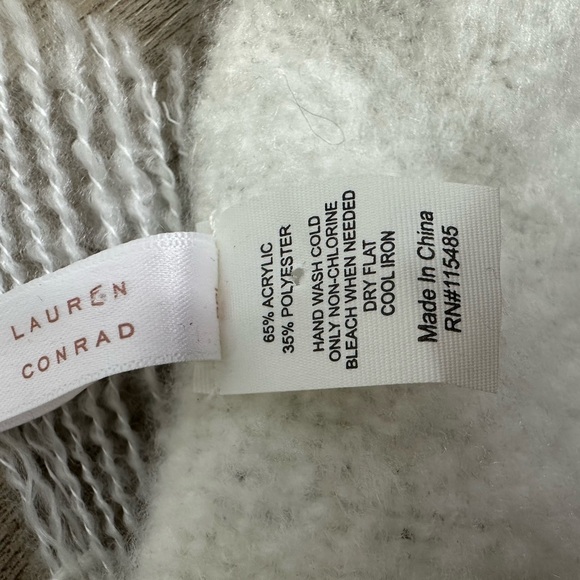 LAUREN
CONRAD
65% ACRYLIC
35% POLYESTER
HAND WASH COLD
ONLY NON-CHLORINE
BLEACH WHEN NEEDED
DRY FLAT
COOL IRON
Made In China
RN#115485